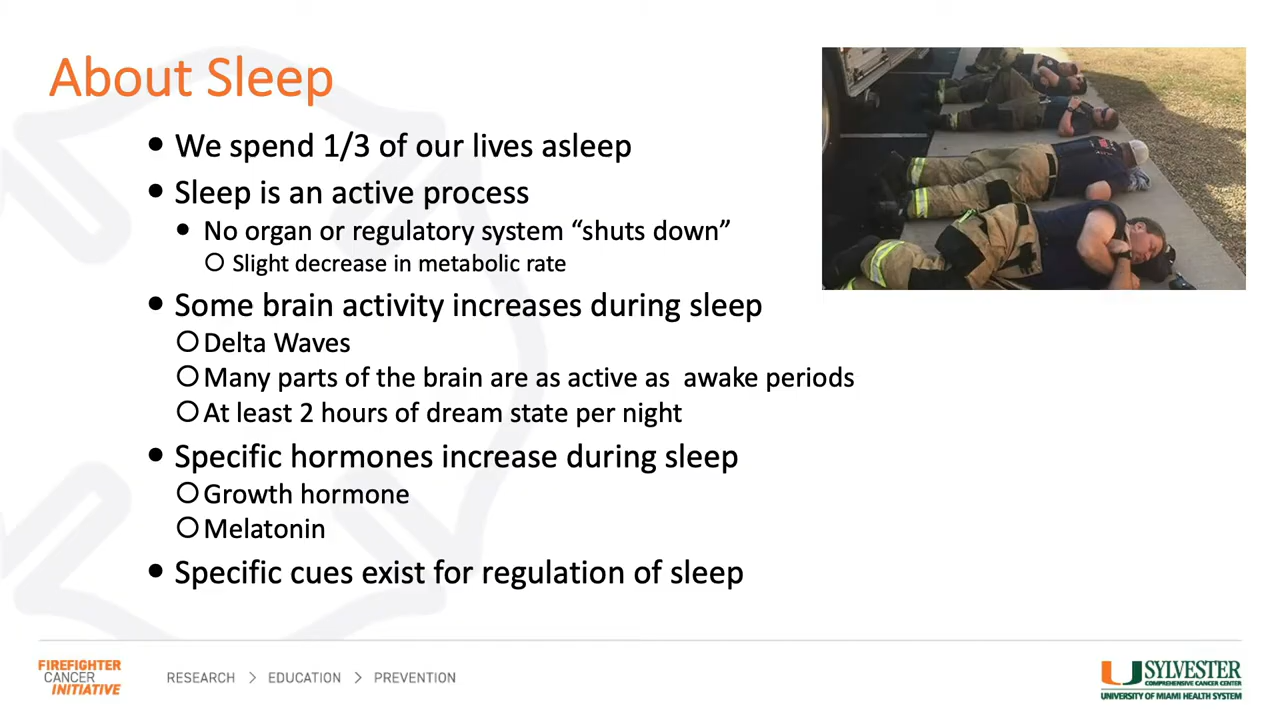 About Sleep
● We spend 1/3 of our lives asleep
● Sleep is an active process
● No organ or regulatory system “shuts down”
○ Slight decrease in metabolic rate
● Some brain activity increases during sleep
○ Delta Waves
○ Many parts of the brain are as active as  awake periods
○ At least 2 hours of dream state per night
● Specific hormones increase during sleep
○ Growth hormone
○ Melatonin
● Specific cues exist for regulation of sleep
FIREFIGHTER
CANCER
INITIATIVE
RESEARCH > EDUCATION > PREVENTION
SYLVESTER
COMPREHENSIVE CANCER CENTER
UNIVERSITY OF MIAMI HEALTH SYSTEM